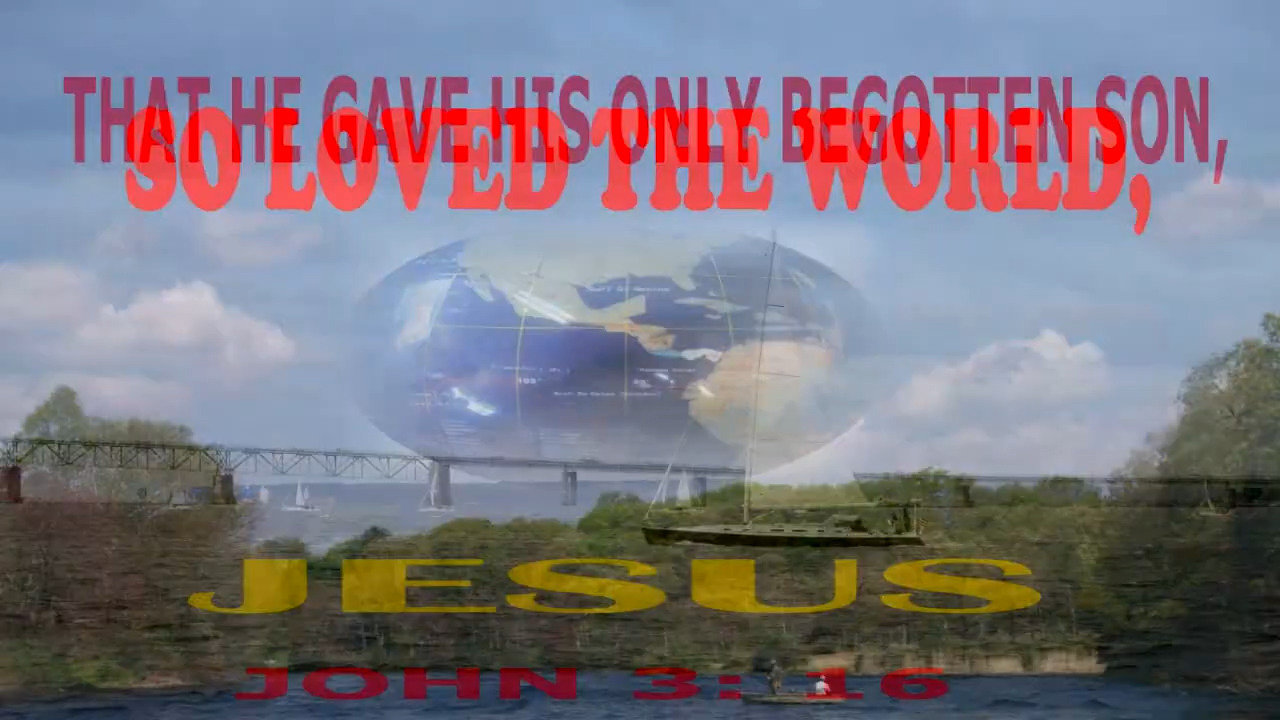 THAT HE GAVE HIS ONLY BEGOTTEN SON,
SO LOVED THE WORLD,
JESUS
JOHN 3: 16